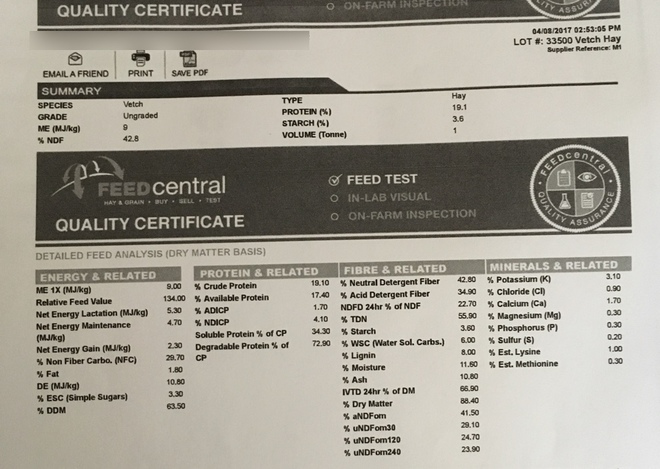 QUALITY CERTIFICATE
ON-FARM INSPECTION
QUALITY ASSURANCE
04/08/2017 02:53:05 PM
LOT #: 33500 Vetch Hay
Supplier Reference: M1
EMAIL A FRIEND PRINT SAVE PDF
SUMMARY
SPECIES Vetch TYPE Hay
GRADE Ungraded PROTEIN (%) 19.1
ME (MJ/kg) 9 STARCH (%) 3.6
% NDF 42.8 VOLUME (Tonne) 1
FEEDcentral
HAY & GRAIN • BUY • SELL • TEST
QUALITY CERTIFICATE
FEED TEST
IN-LAB VISUAL
ON-FARM INSPECTION
FEEDcentral
QUALITY ASSURANCE
DETAILED FEED ANALYSIS (DRY MATTER BASIS)
ENERGY & RELATED
ME 1X (MJ/kg) 9.00
Relative Feed Value 134.00
Net Energy Lactation (MJ/kg) 5.30
Net Energy Maintenance 4.70
(MJ/kg)
Net Energy Gain (MJ/kg) 2.30
% Non Fiber Carbo. (NFC) 29.70
% Fat 1.80
DE (MJ/kg) 10.80
% ESC (Simple Sugars) 3.30
% DDM 63.50
PROTEIN & RELATED
% Crude Protein 19.10
% Available Protein 17.40
% ADICP 1.70
% NDICP 4.10
Soluble Protein % of CP 34.30
Degradable Protein % of 72.90
CP
FIBRE & RELATED
% Neutral Detergent Fiber 42.80
% Acid Detergent Fiber 34.90
NDFD 24hr % of NDF 22.70
% TDN 55.90
% Starch 3.60
% WSC (Water Sol. Carbs.) 6.00
% Lignin 8.00
% Moisture 11.60
% Ash 10.80
IVTD 24hr % of DM 66.90
% Dry Matter 88.40
% aNDFom 41.50
% uNDFom30 29.10
% uNDFom120 24.70
% uNDFom240 23.90
MINERALS & RELATED
% Potassium (K) 3.10
% Chloride (Cl) 0.90
% Calcium (Ca) 1.70
% Magnesium (Mg) 0.30
% Phosphorus (P) 0.30
% Sulfur (S) 0.20
% Est. Lysine 1.00
% Est. Methionine 0.30